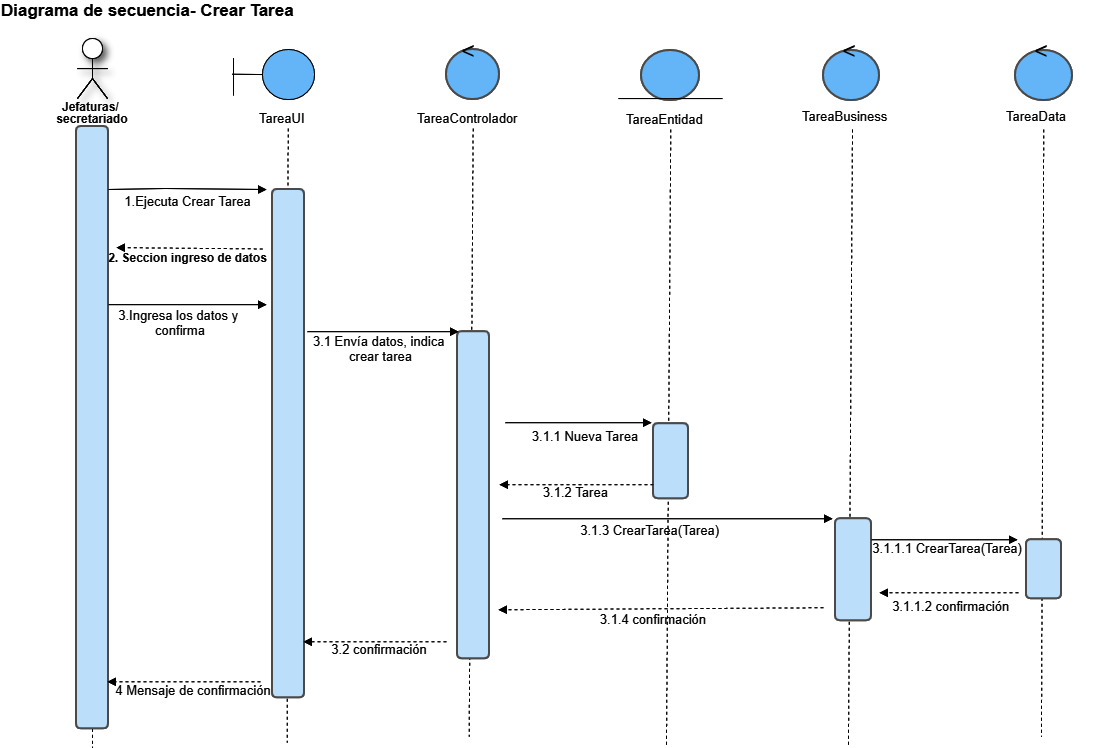 Diagrama de secuencia- Crear Tarea
Jefaturas/
secretariado
TareaUI
TareaControlador
TareaEntidad
TareaBusiness
TareaData
1.Ejecuta Crear Tarea
2. Seccion ingreso de datos
3.Ingresa los datos y
confirma
3.1 Envía datos, indica
crear tarea
3.1.1 Nueva Tarea
3.1.2 Tarea
3.1.3 CrearTarea(Tarea)
3.1.1.1 CrearTarea(Tarea)
3.1.1.2 confirmación
3.1.4 confirmación
3.2 confirmación
4 Mensaje de confirmación